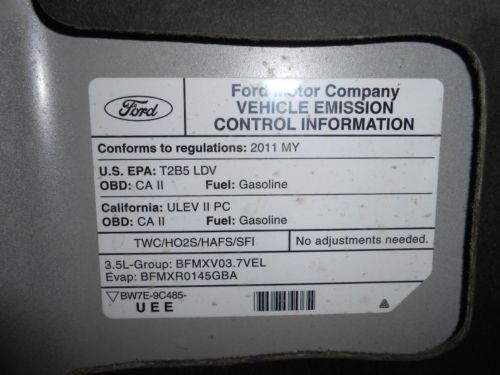 Ford
Ford Motor Company
VEHICLE EMISSION
CONTROL INFORMATION
Conforms to regulations: 2011 MY
U.S. EPA: T2B5 LDV
OBD: CA II Fuel: Gasoline
California: ULEV II PC
OBD: CA II Fuel: Gasoline
TWC/HO2S/HAFS/SFI No adjustments needed.
3.5L-Group: BFMXV03.7VEL
Evap: BFMXR0145GBA
BW7E-9C485-
UEE